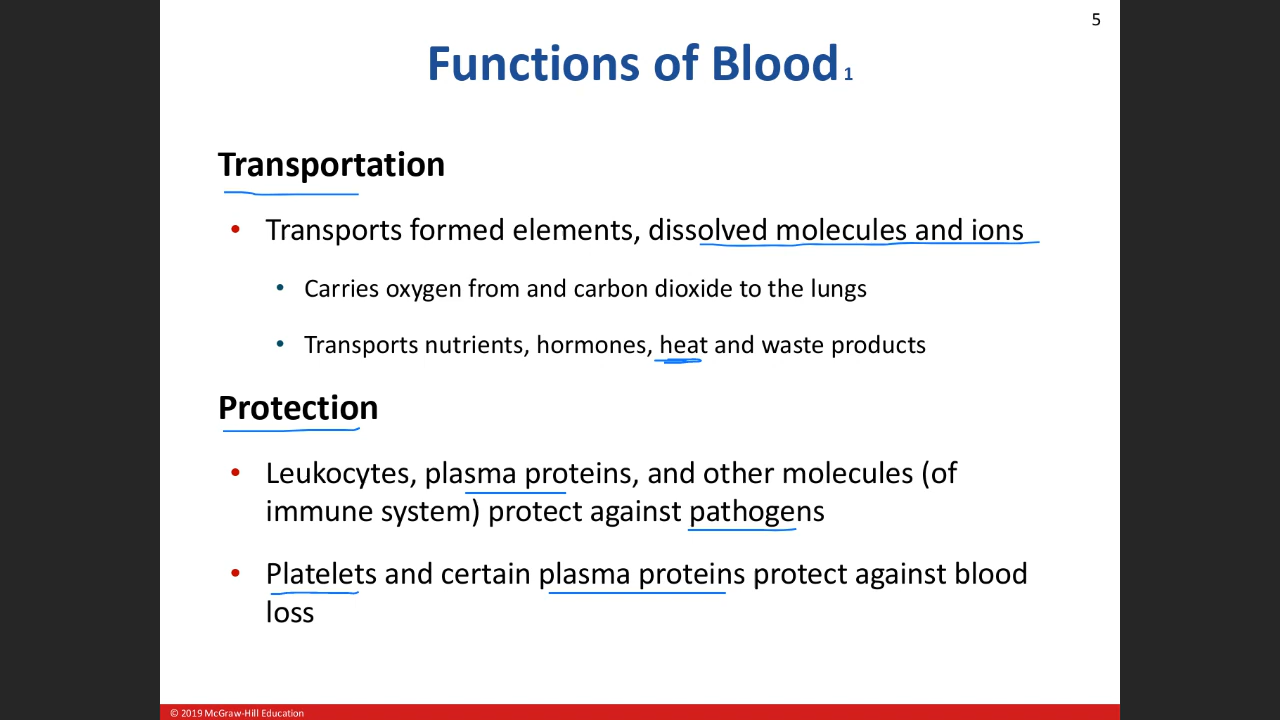 5
Functions of Blood 1
Transportation
• Transports formed elements, dissolved molecules and ions
• Carries oxygen from and carbon dioxide to the lungs
• Transports nutrients, hormones, heat and waste products
Protection
• Leukocytes, plasma proteins, and other molecules (of
immune system) protect against pathogens
• Platelets and certain plasma proteins protect against blood
loss
© 2019 McGraw-Hill Education